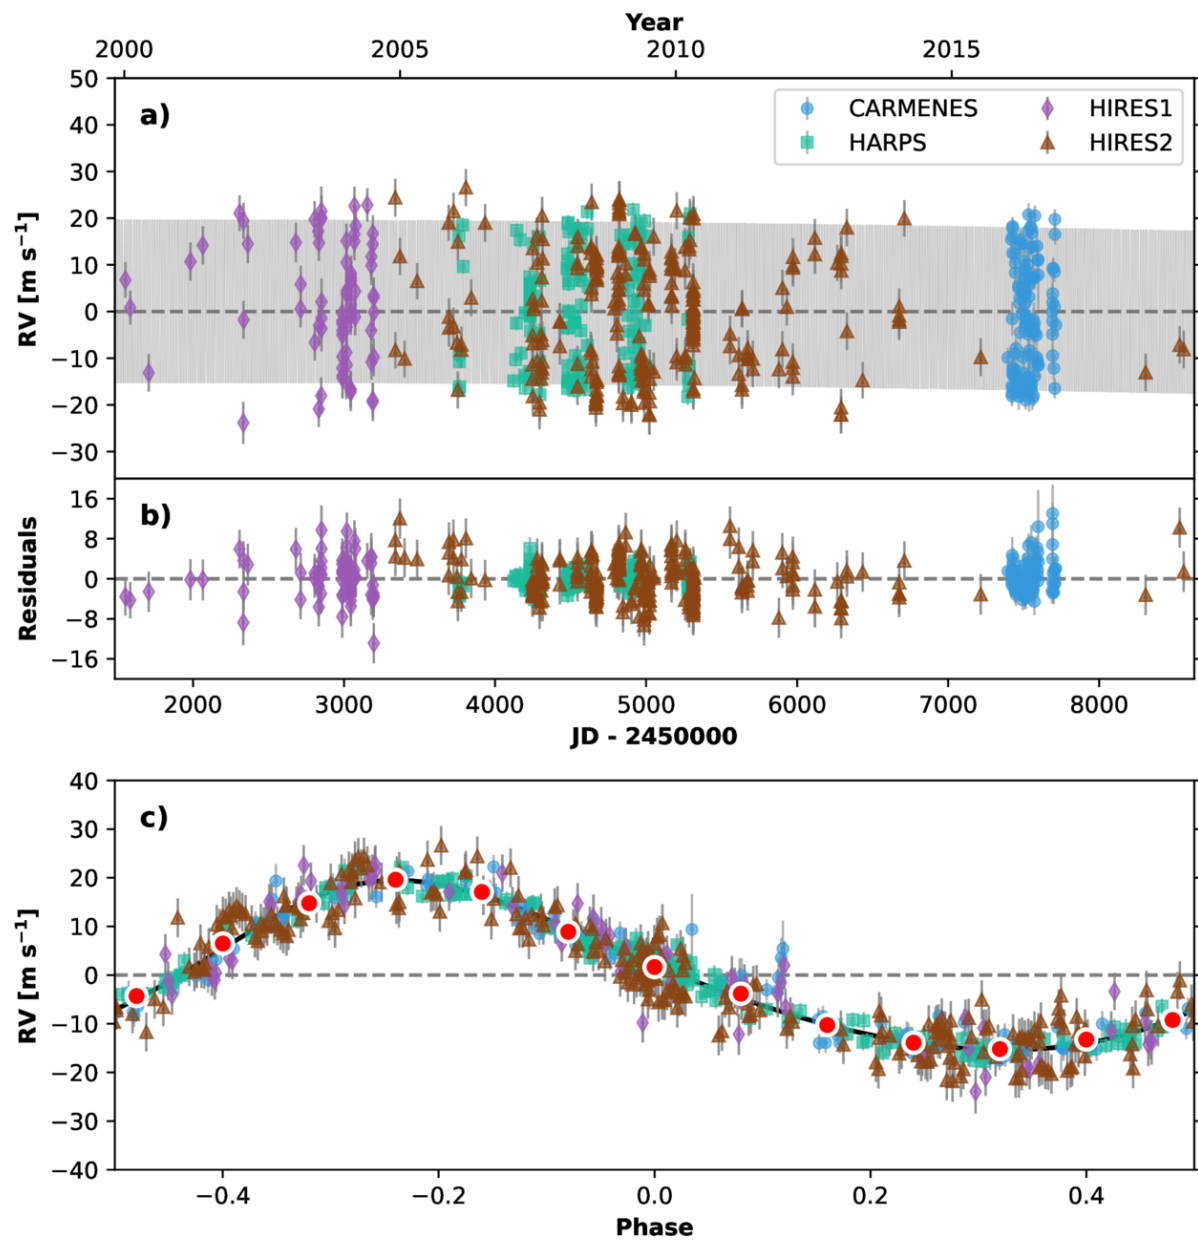 Year
2000 2005 2010 2015
a)
CARMENES HIRES1
HARPS HIRES2
50
40
30
20
10
0
−10
−20
−30
RV [m s⁻¹]
b)
16
8
0
−8
−16
Residuals
2000 3000 4000 5000 6000 7000 8000
JD - 2450000
c)
40
30
20
10
0
−10
−20
−30
−40
RV [m s⁻¹]
−0.4 −0.2 0.0 0.2 0.4
Phase